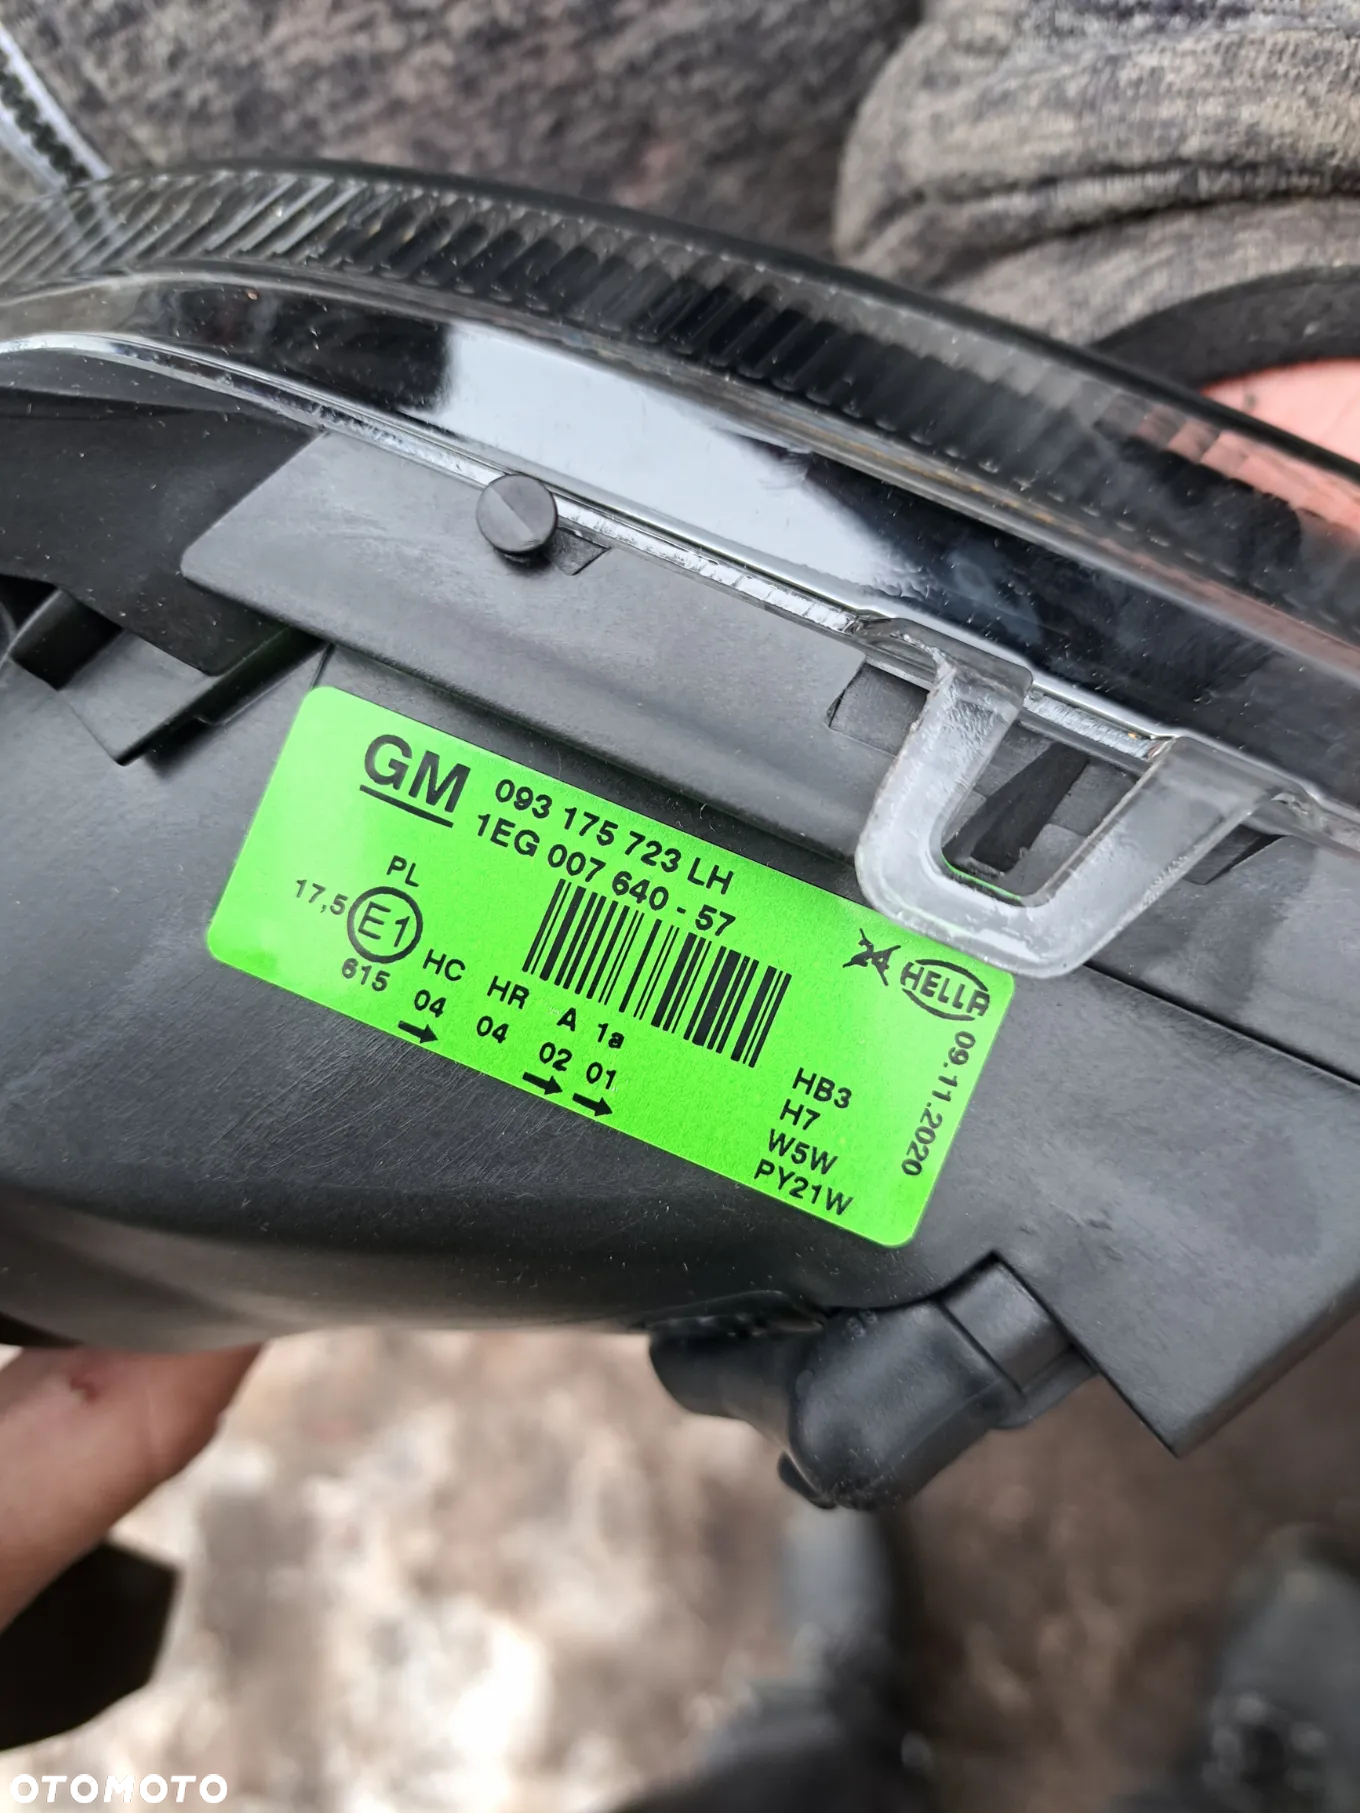 GM
093 175 723 LH
1EG 007 640 - 57
PL
17,5 E1
615
HC HR A 1a
04 04 02 01
24 HELLA
09.11.2020
HB3
H7
W5W
PY21W
OTOMOTO